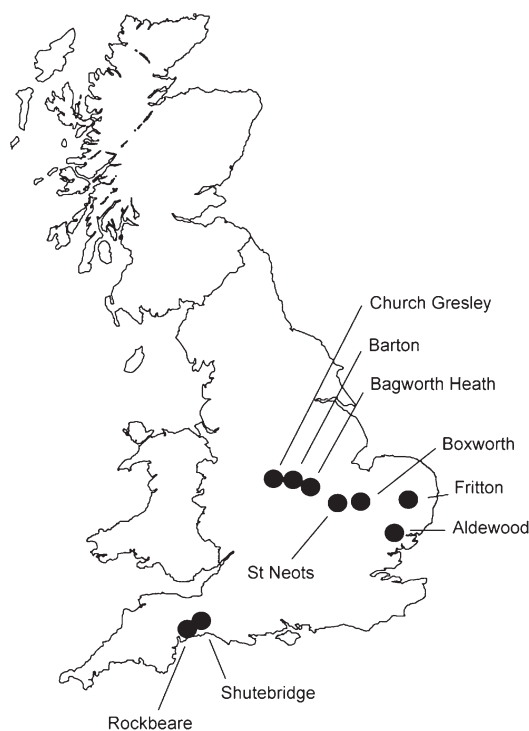 Church Gresley
Barton
Bagworth Heath
Boxworth
Fritton
Aldewood
St Neots
Shutebridge
Rockbeare